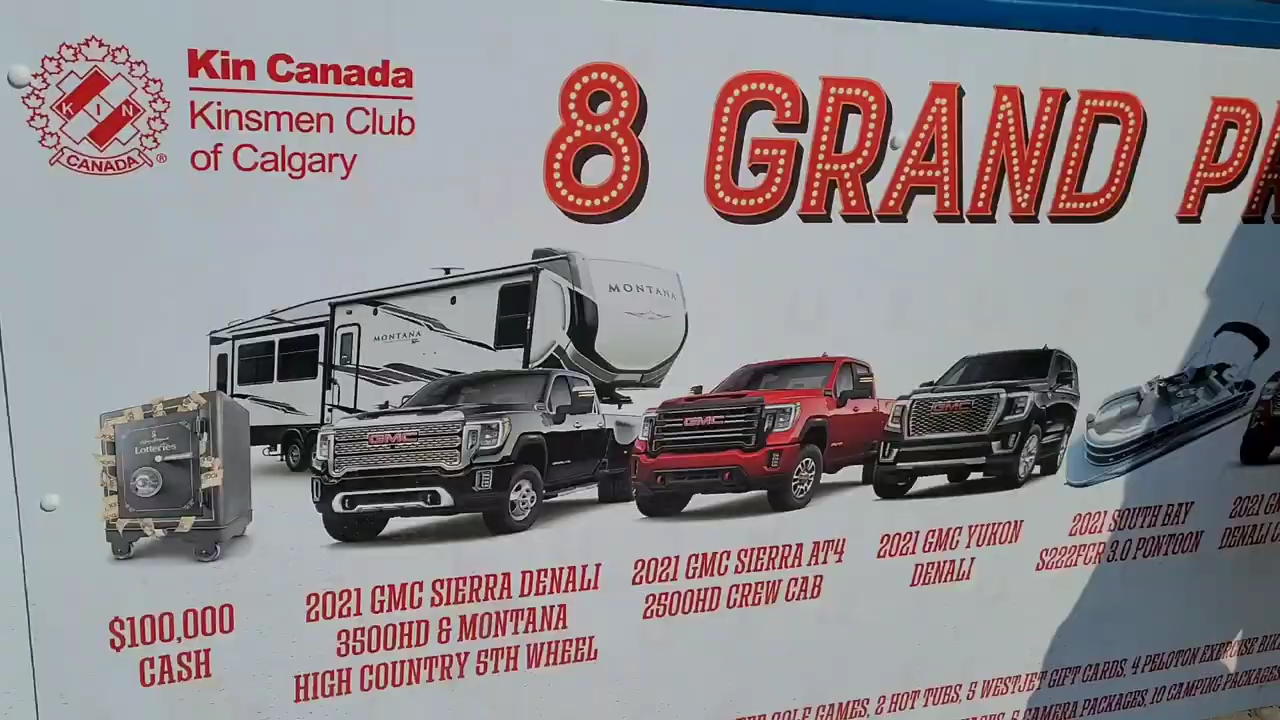 KIN
CANADA
®
Kin Canada
Kinsmen Club
of Calgary
8 GRAND
MONTANA
MONTANA
Lotteries
GMC
GMC
GMC
$100,000
CASH
2021 GMC SIERRA DENALI
3500HD & MONTANA
HIGH COUNTRY 5TH WHEEL
2021 GMC SIERRA AT4
2500HD CREW CAB
2021 GMC YUKON
DENALI
2021 SOUTH BAY
S222FCR 3.0 PONTOON
2021
DENALI
GOLF GAMES, 2 HOT TUBS, 5 WESTJET GIFT CARDS, 4 PELOTON EXERCISE
CAMERA PACKAGES, 10 CAMPING PACKAGES